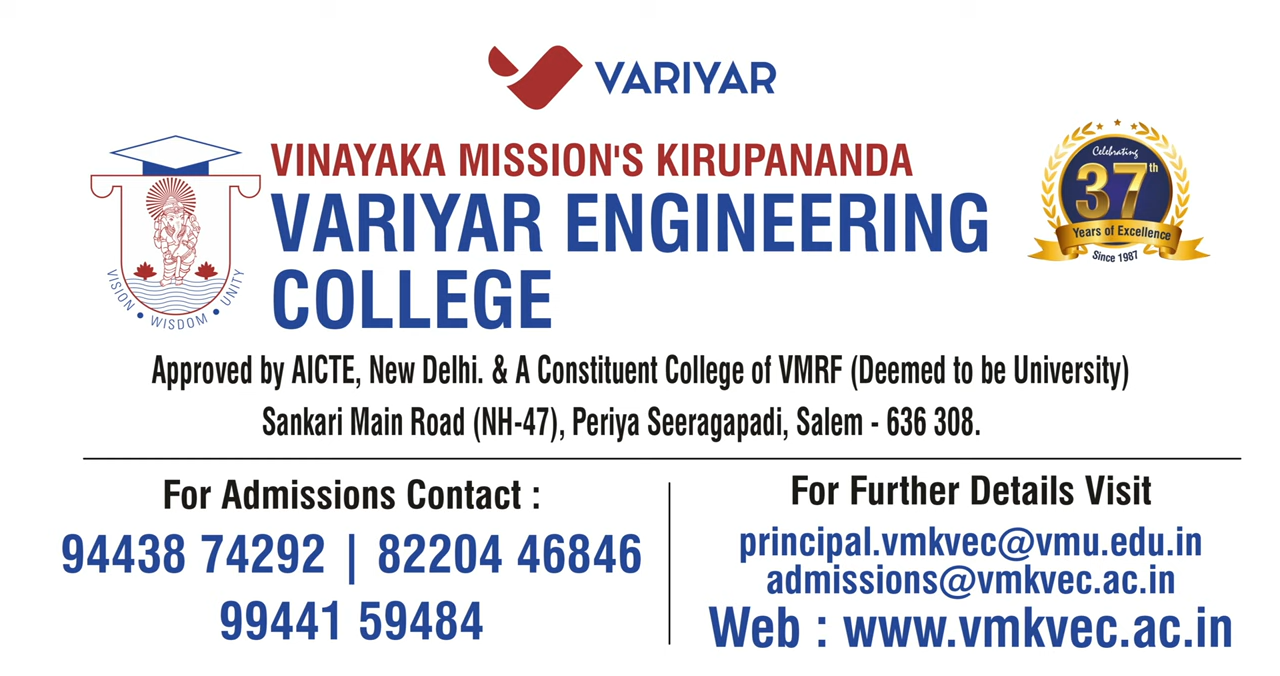 VARIYAR
VINAYAKA MISSION'S KIRUPANANDA
VARIYAR ENGINEERING
COLLEGE
VISION • WISDOM • UNITY
Celebrating
37th
Years of Excellence
Since 1987
Approved by AICTE, New Delhi. & A Constituent College of VMRF (Deemed to be University)
Sankari Main Road (NH-47), Periya Seeragapadi, Salem - 636 308.
For Admissions Contact :
94438 74292 | 82204 46846
99441 59484
For Further Details Visit
principal.vmkvec@vmu.edu.in
admissions@vmkvec.ac.in
Web : www.vmkvec.ac.in